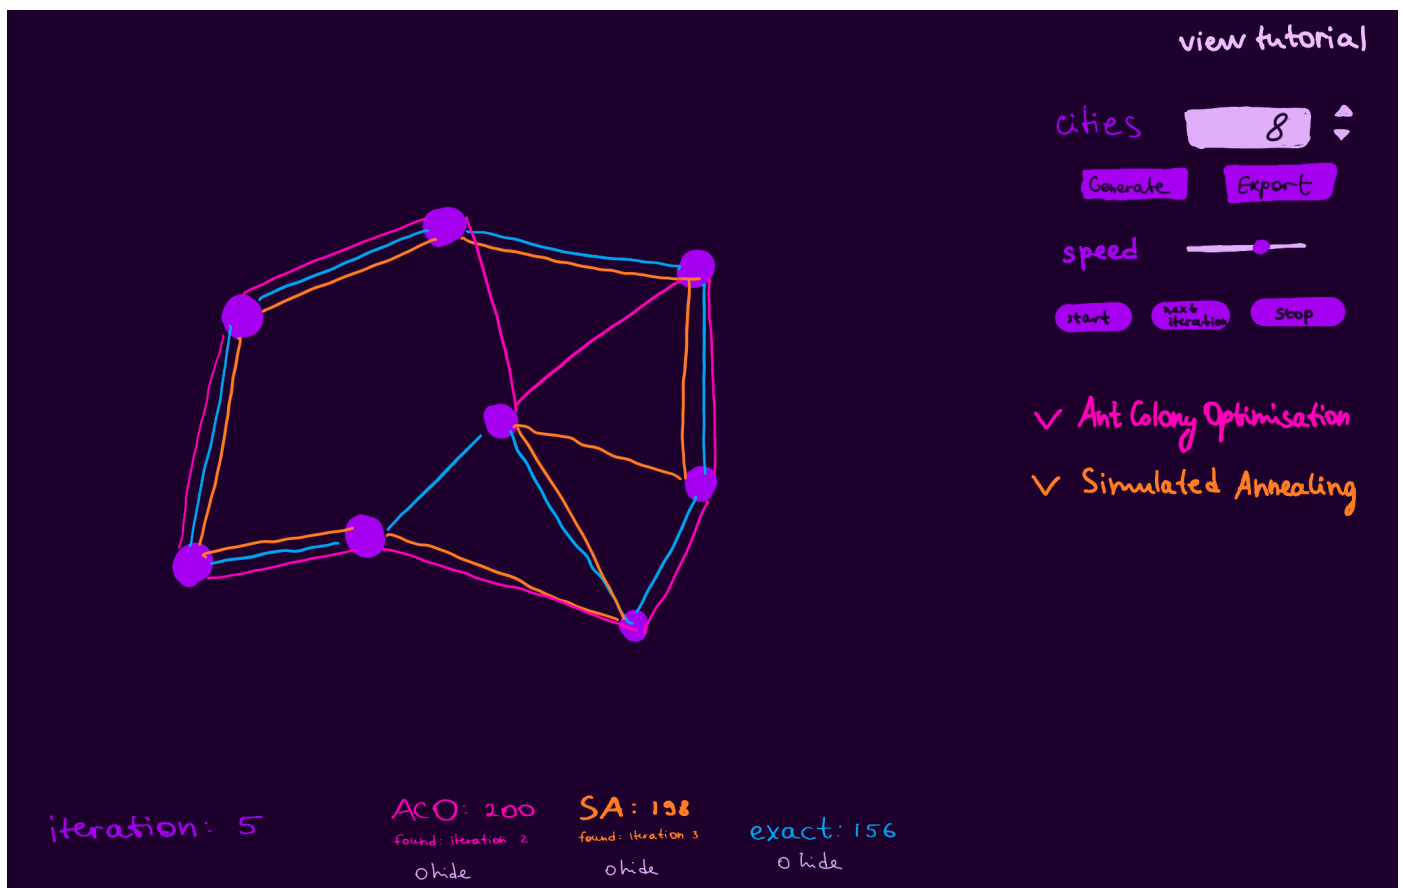 view tutorial
cities 8
Generate Export
speed
start next iteration Stop
✓ Ant Colony Optimisation
✓ Simulated Annealing
iteration: 5
ACO: 200
found: iteration 2
hide
SA: 198
found: iteration 3
hide
exact: 156
hide